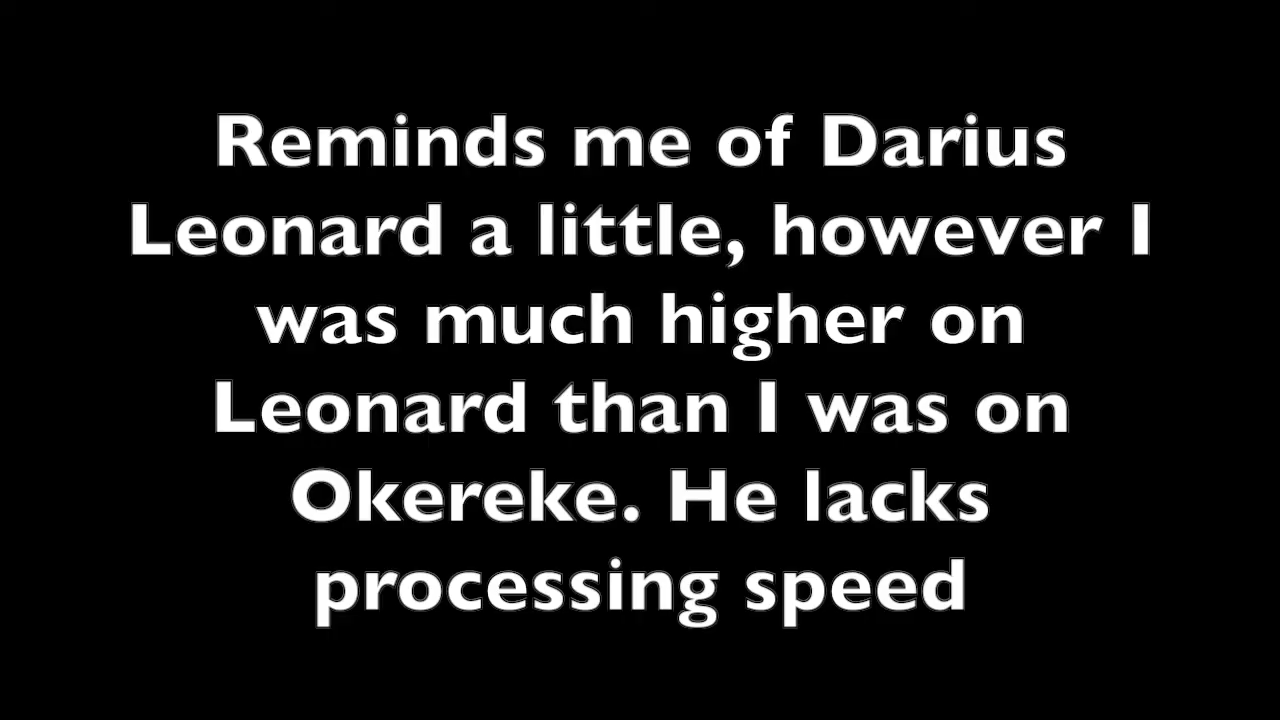 Reminds me of Darius
Leonard a little, however I
was much higher on
Leonard than I was on
Okereke. He lacks
processing speed